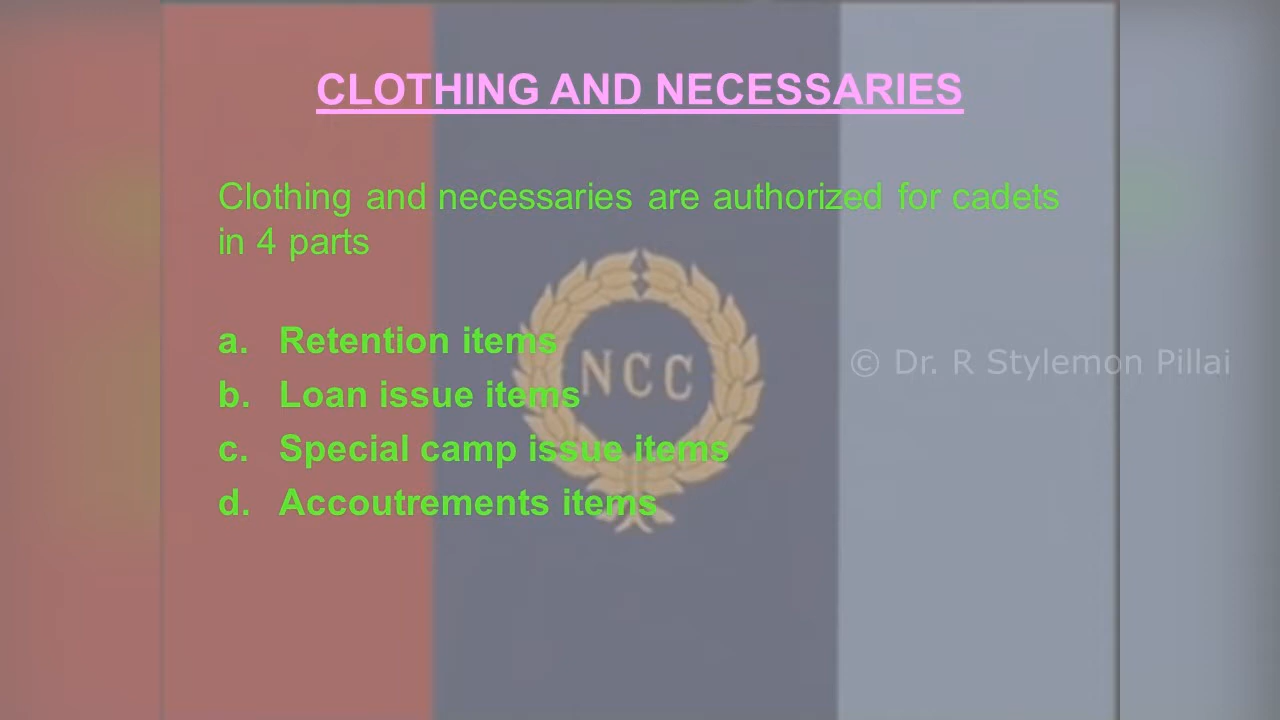 CLOTHING AND NECESSARIES
Clothing and necessaries are authorized for cadets
in 4 parts
a. Retention items
b. Loan issue items
c. Special camp issue items
d. Accoutrements items
NCC
© Dr. R Stylemon Pillai